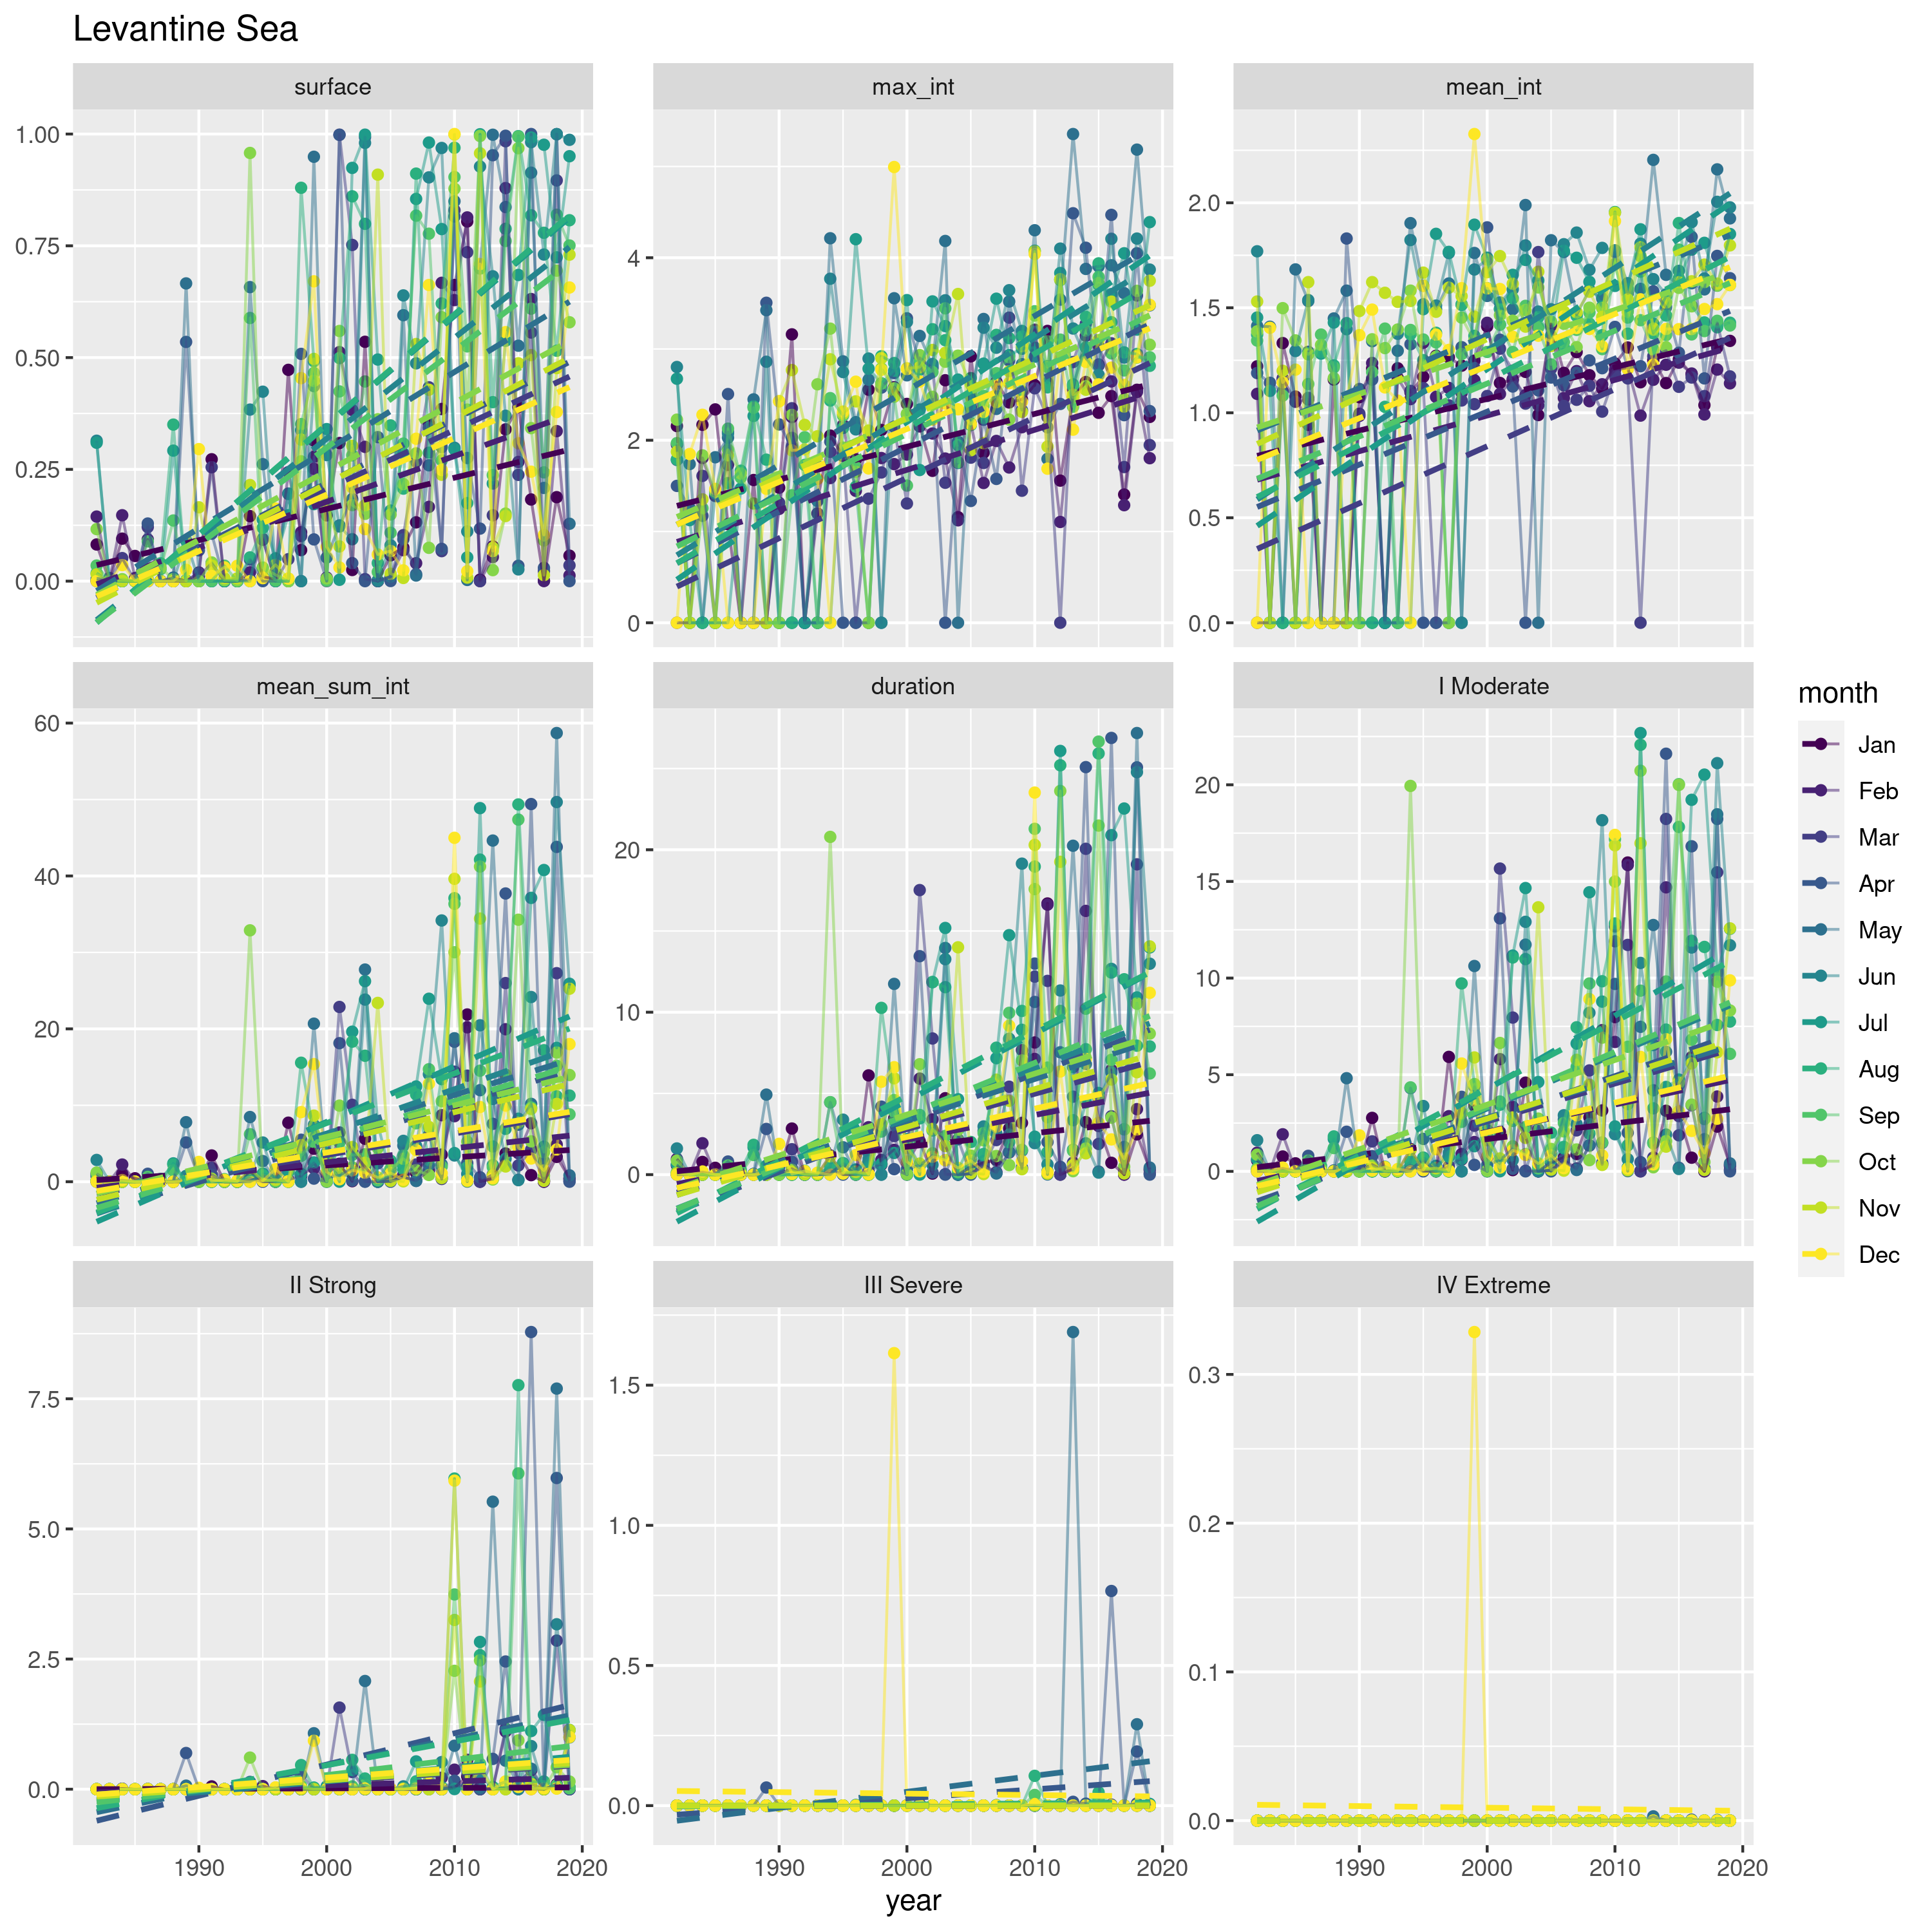 Levantine Sea
surface
max_int
mean_int
1.00
0.75
0.50
0.25
0.00
4
2
0
2.0
1.5
1.0
0.5
0.0
mean_sum_int
duration
I Moderate
60
40
20
0
20
10
0
20
15
10
5
0
II Strong
III Severe
IV Extreme
7.5
5.0
2.5
0.0
1.5
1.0
0.5
0.0
0.3
0.2
0.1
0.0
1990 2000 2010 2020
1990 2000 2010 2020
1990 2000 2010 2020
year
month
Jan
Feb
Mar
Apr
May
Jun
Jul
Aug
Sep
Oct
Nov
Dec